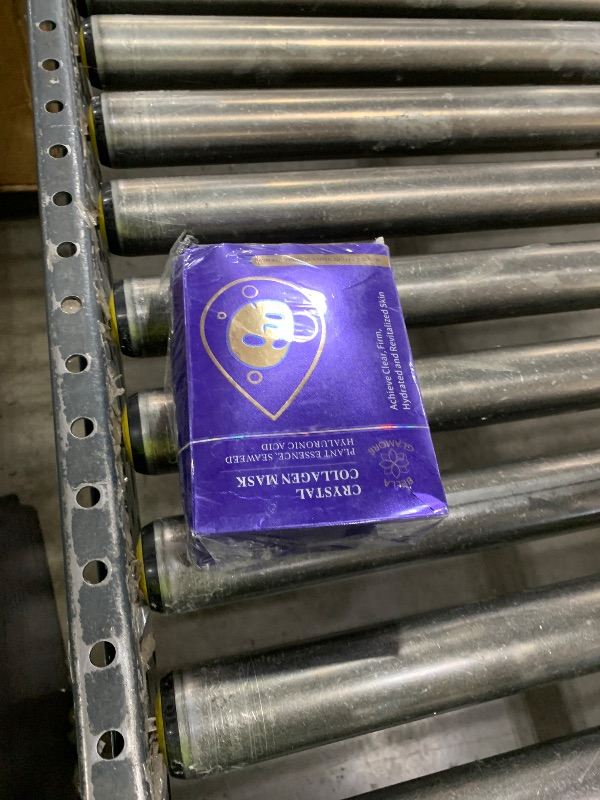 CRYSTAL
COLLAGEN MASK
PLANT ESSENCE, SEAWEED
HYALURONIC ACID
BELLA
GLAMORE
Achieve Clear, Firm,
Hydrated and Revitalized Skin